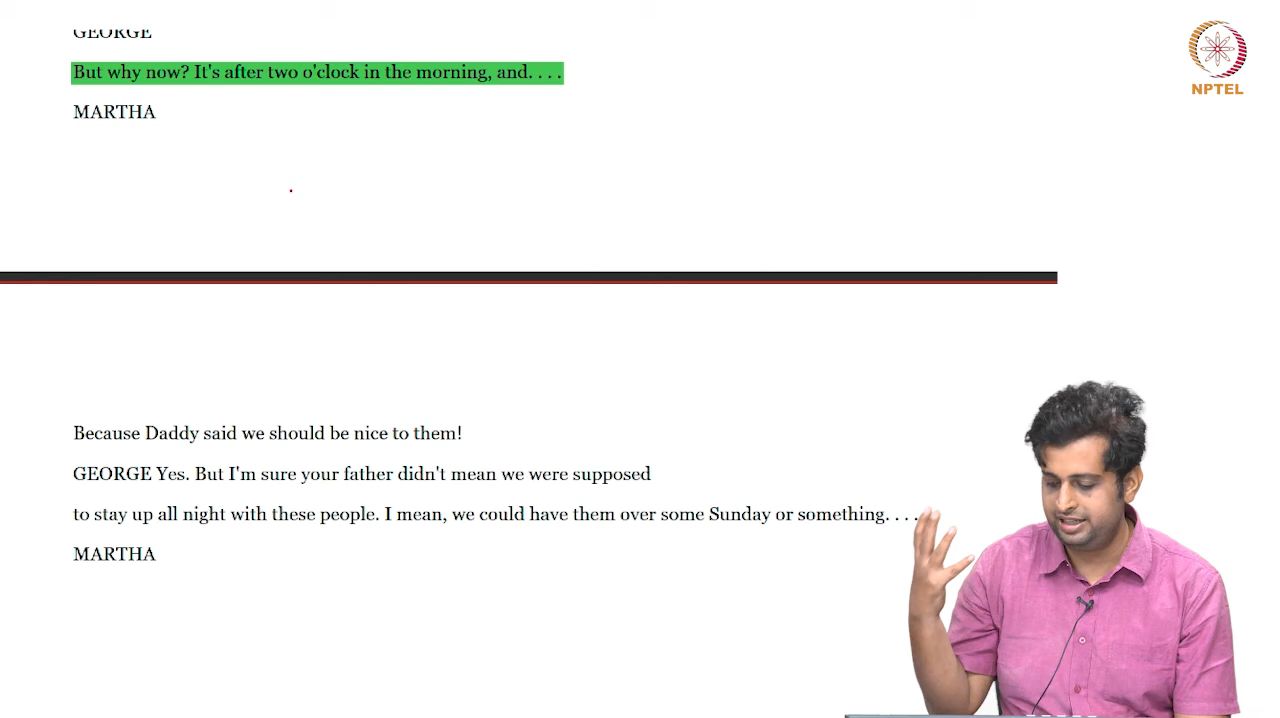 GEORGE
But why now? It's after two o'clock in the morning, and. . . .
MARTHA
Because Daddy said we should be nice to them!
GEORGE Yes. But I'm sure your father didn't mean we were supposed
to stay up all night with these people. I mean, we could have them over some Sunday or something. . . .
MARTHA
NPTEL